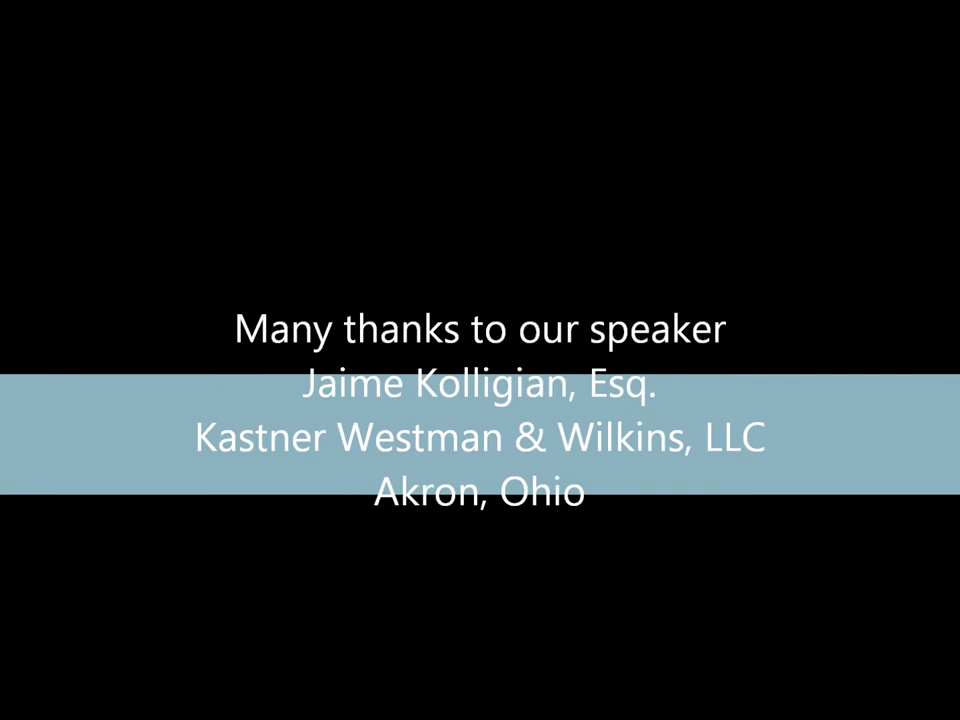 Many thanks to our speaker
Jaime Kolligian, Esq.
Kastner Westman & Wilkins, LLC
Akron, Ohio